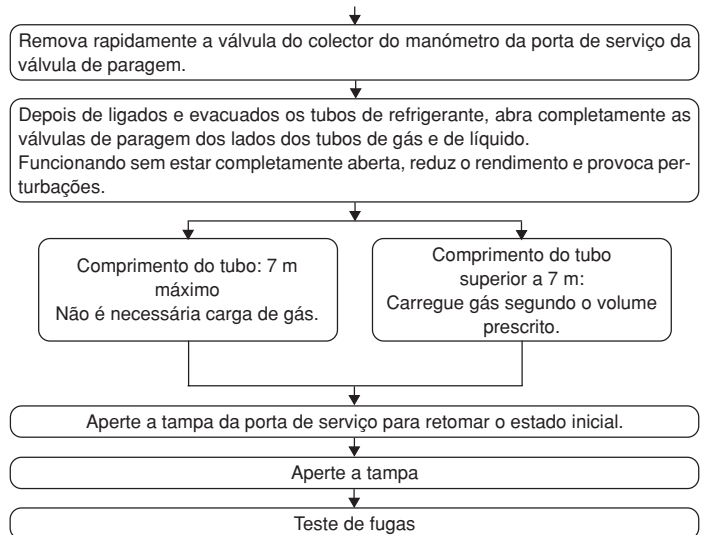 Remova rapidamente a válvula do colector do manómetro da porta de serviço da
válvula de paragem.
Depois de ligados e evacuados os tubos de refrigerante, abra completamente as
válvulas de paragem dos lados dos tubos de gás e de líquido.
Funcionando sem estar completamente aberta, reduz o rendimento e provoca per-
turbações.
Comprimento do tubo: 7 m
máximo
Não é necessária carga de gás.
Comprimento do tubo
superior a 7 m:
Carregue gás segundo o volume
prescrito.
Aperte a tampa da porta de serviço para retomar o estado inicial.
Aperte a tampa
Teste de fugas